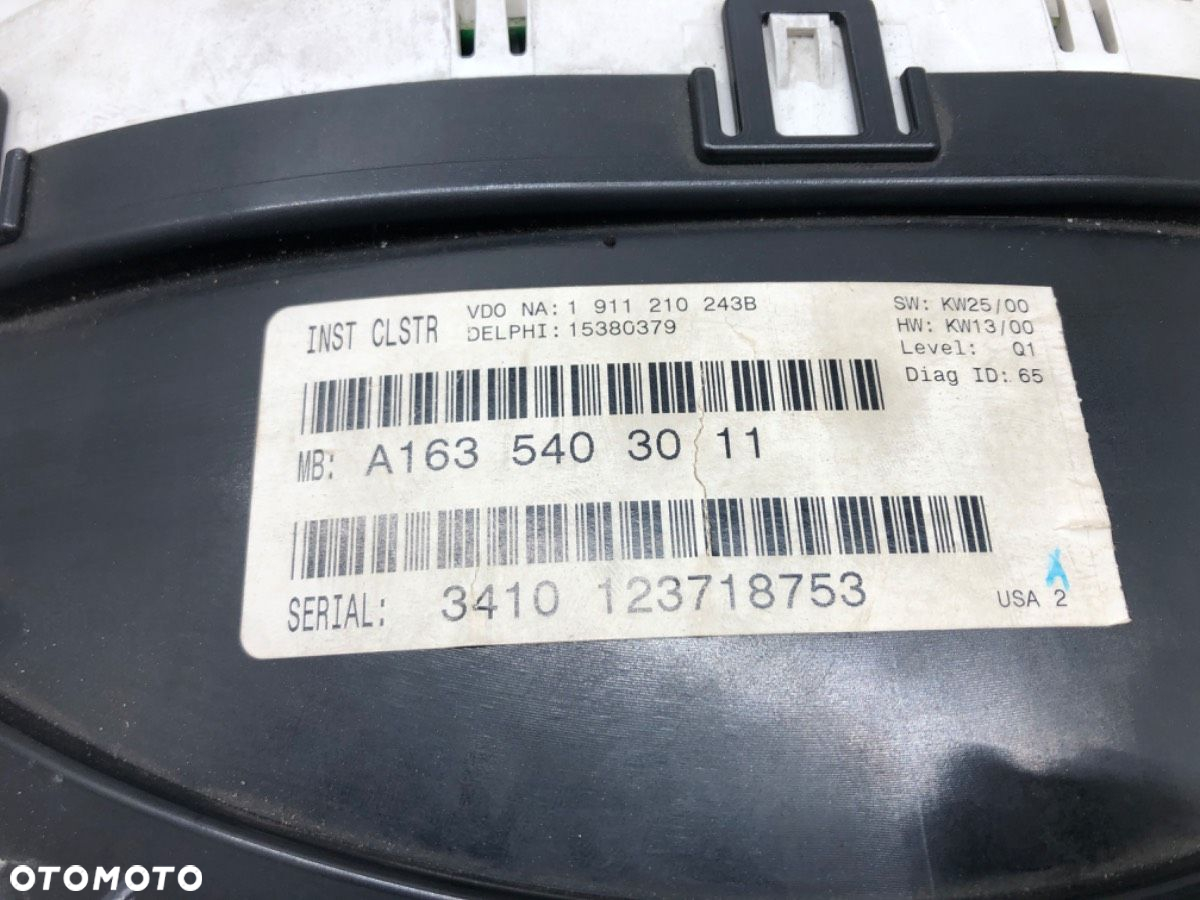 INST CLSTR
VDO NA: 1 911 210 243B
DELPHI: 15380379
SW: KW25/00
HW: KW13/00
Level: Q1
Diag ID: 65
MB: A163 540 30 11
SERIAL: 3410 123718753
USA 2
OTOMOTO